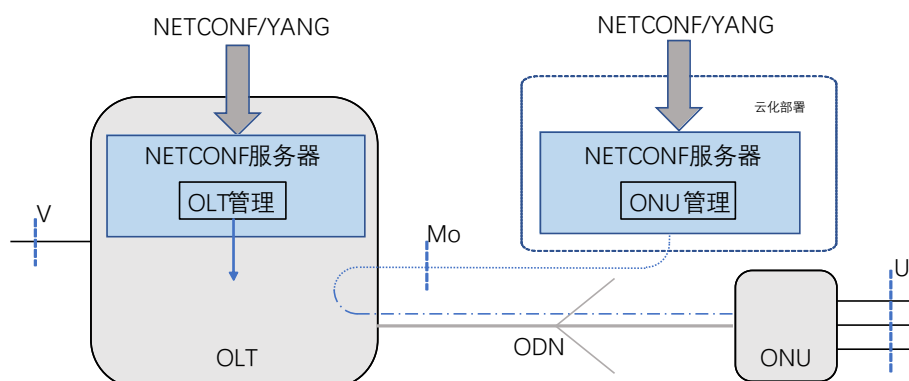 NETCONF/YANG
NETCONF/YANG
云化部署
NETCONF服务器
OLT管理
NETCONF服务器
ONU管理
V
Mo
U
ODN
OLT
ONU